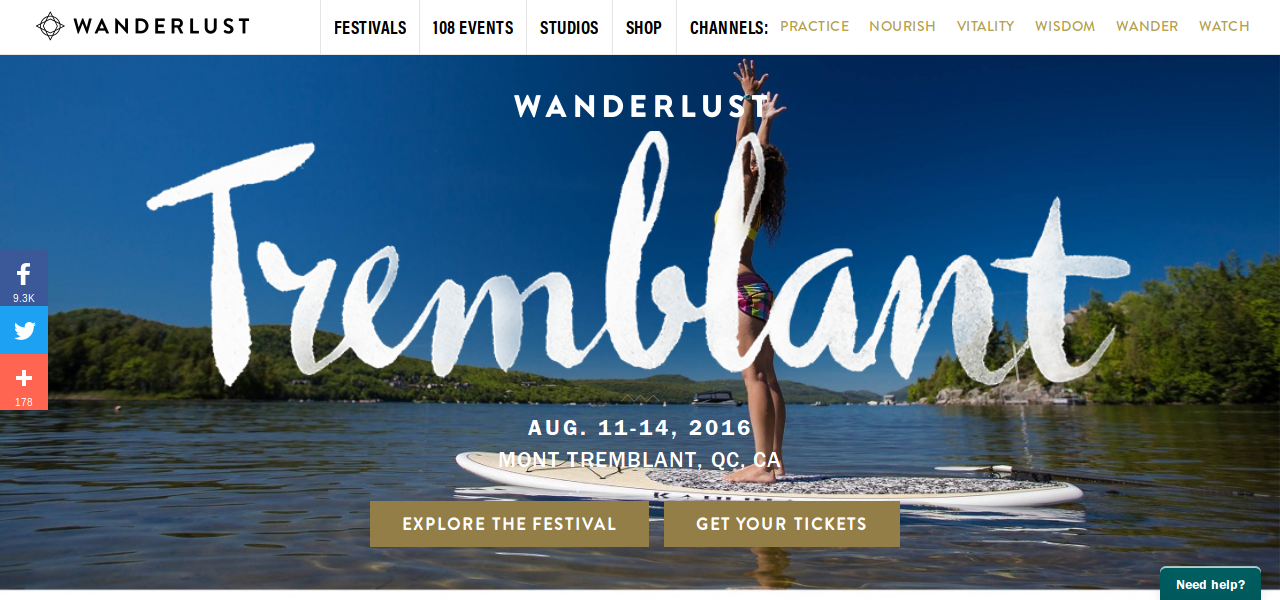 WANDERLUST
FESTIVALS
108 EVENTS
STUDIOS
SHOP
CHANNELS:
PRACTICE
NOURISH
VITALITY
WISDOM
WANDER
WATCH
WANDERLUST
Tremblant
9.3K
178
AUG. 11-14, 2016
MONT TREMBLANT, QC, CA
EXPLORE THE FESTIVAL
GET YOUR TICKETS
Need help?